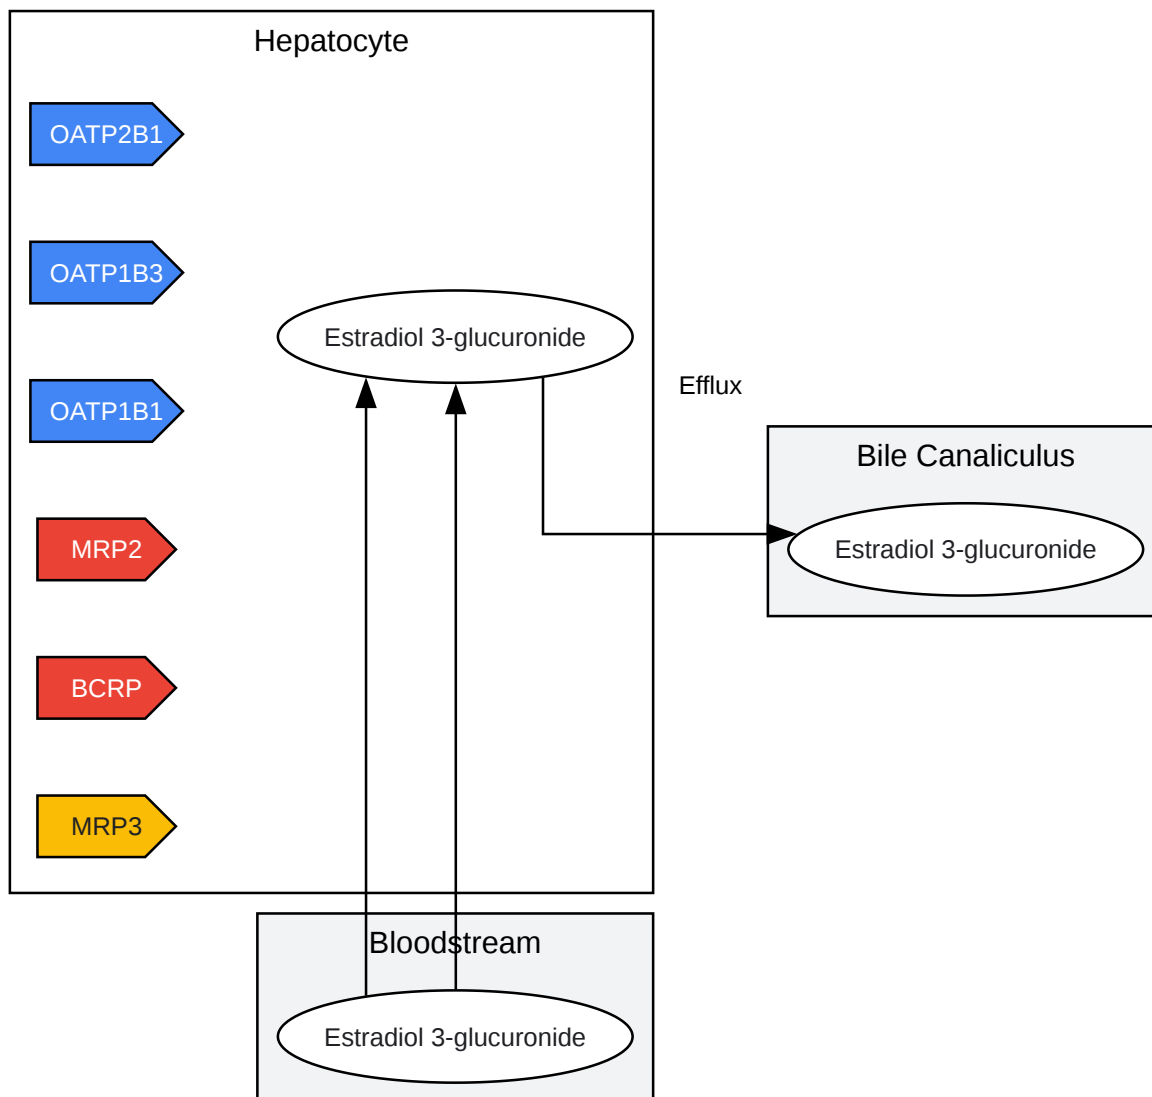 Hepatocyte
OATP2B1
OATP1B3
Estradiol 3-glucuronide
Efflux
OATP1B1
Bile Canaliculus
MRP2
Estradiol 3-glucuronide
BCRP
MRP3
Bloodstream
Estradiol 3-glucuronide